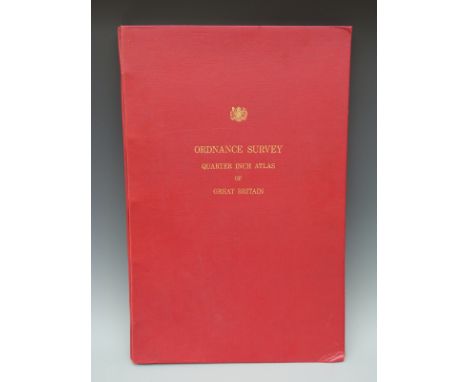 ORDNANCE SURVEY
QUARTER INCH ATLAS
OF
GREAT BRITAIN